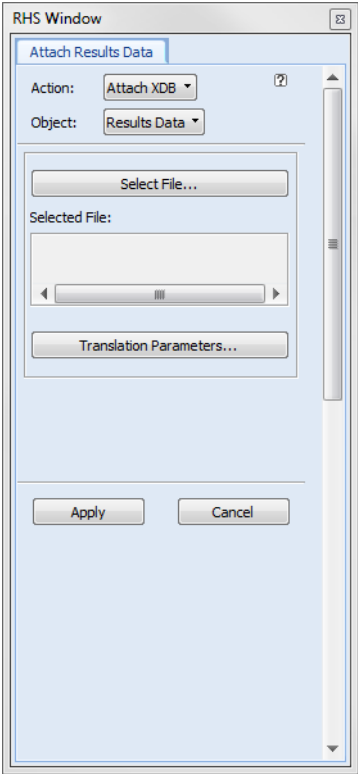 RHS Window
Attach Results Data
Action: Attach XDB
?
Object: Results Data
Select File...
Selected File:
Translation Parameters...
Apply Cancel